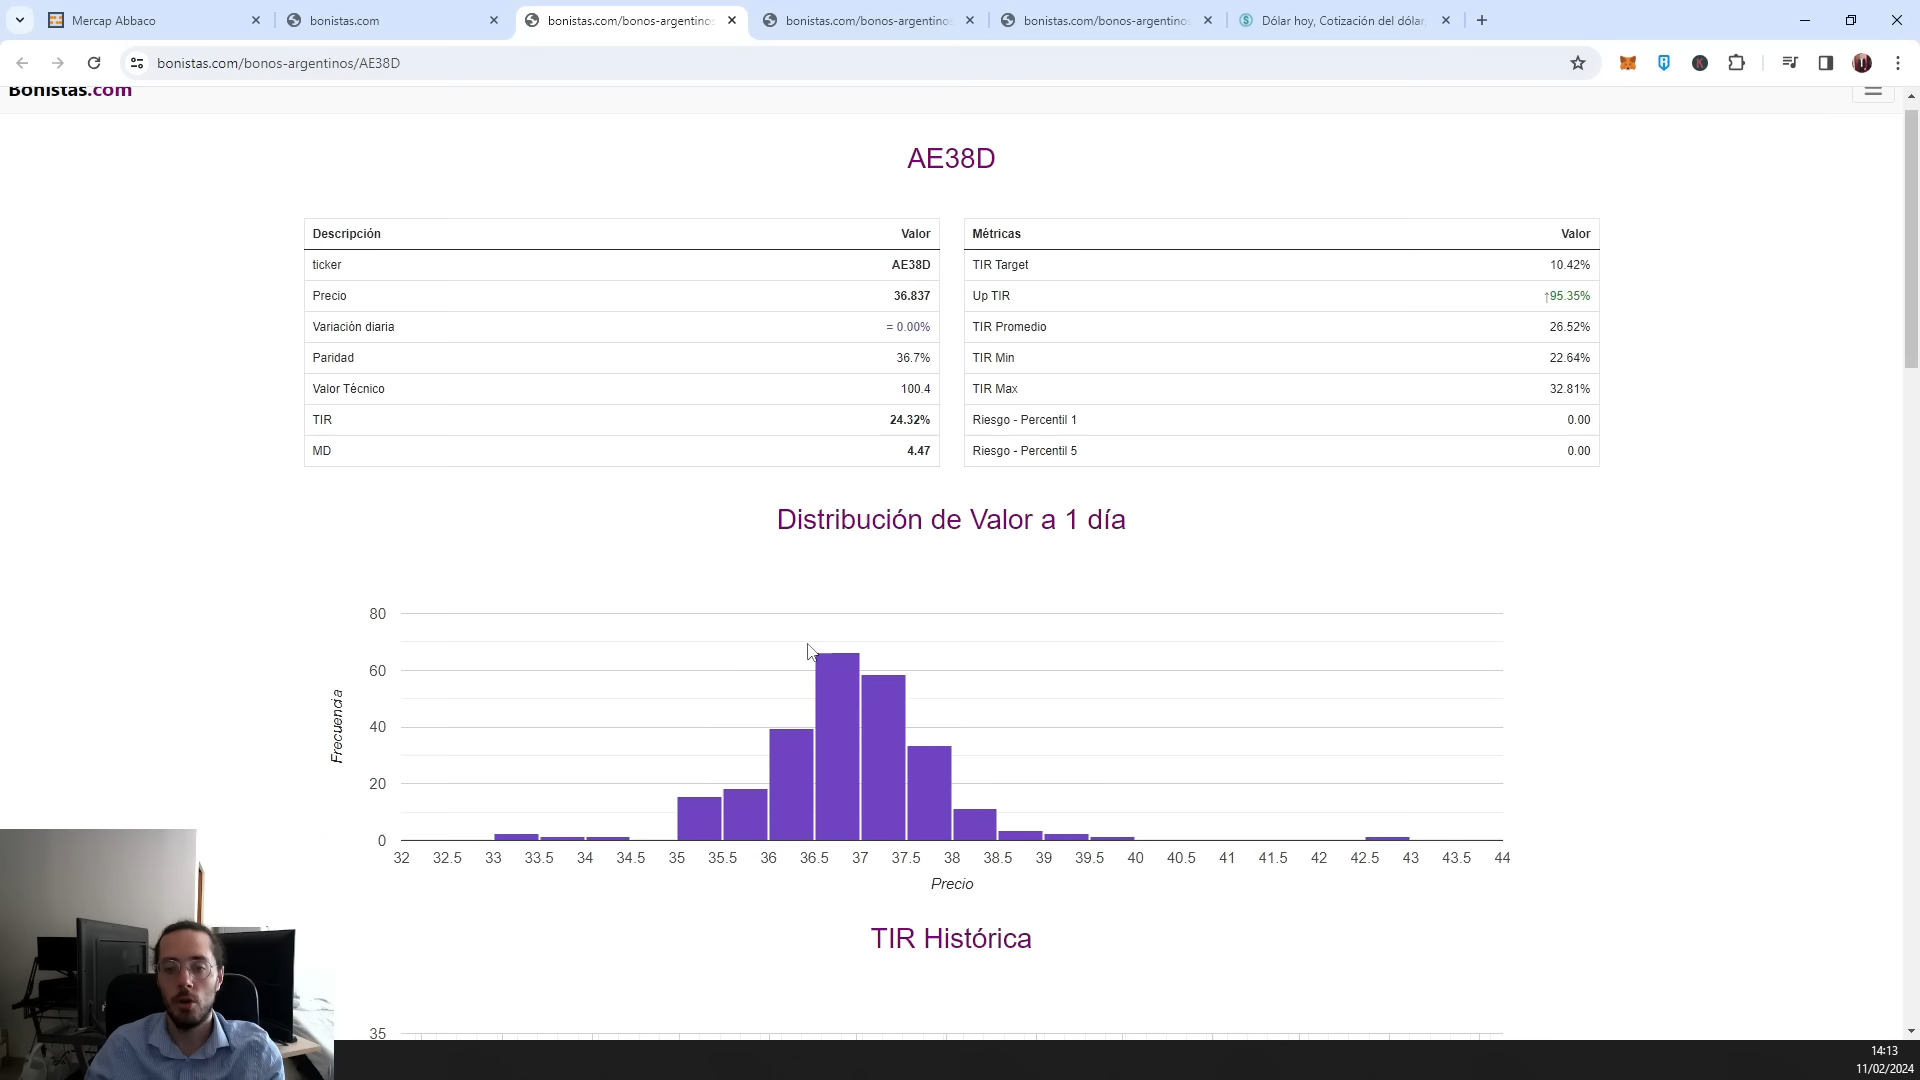 Mercap Abbaco
bonistas.com
bonistas.com/bonos-argentinos
bonistas.com/bonos-argentino
bonistas.com/bonos-argentinos
Dólar hoy, Cotización del dólar
bonistas.com/bonos-argentinos/AE38D
Bonistas.com
AE38D
Descripción Valor
ticker AE38D
Precio 36.837
Variación diaria = 0.00%
Paridad 36.7%
Valor Técnico 100.4
TIR 24.32%
MD 4.47
Métricas Valor
TIR Target 10.42%
Up TIR ↑95.35%
TIR Promedio 26.52%
TIR Min 22.64%
TIR Max 32.81%
Riesgo - Percentil 1 0.00
Riesgo - Percentil 5 0.00
Distribución de Valor a 1 día
80
60
40
20
0
Frecuencia
32 32.5 33 33.5 34 34.5 35 35.5 36 36.5 37 37.5 38 38.5 39 39.5 40 40.5 41 41.5 42 42.5 43 43.5 44
Precio
TIR Histórica
35
14:13
11/02/2024